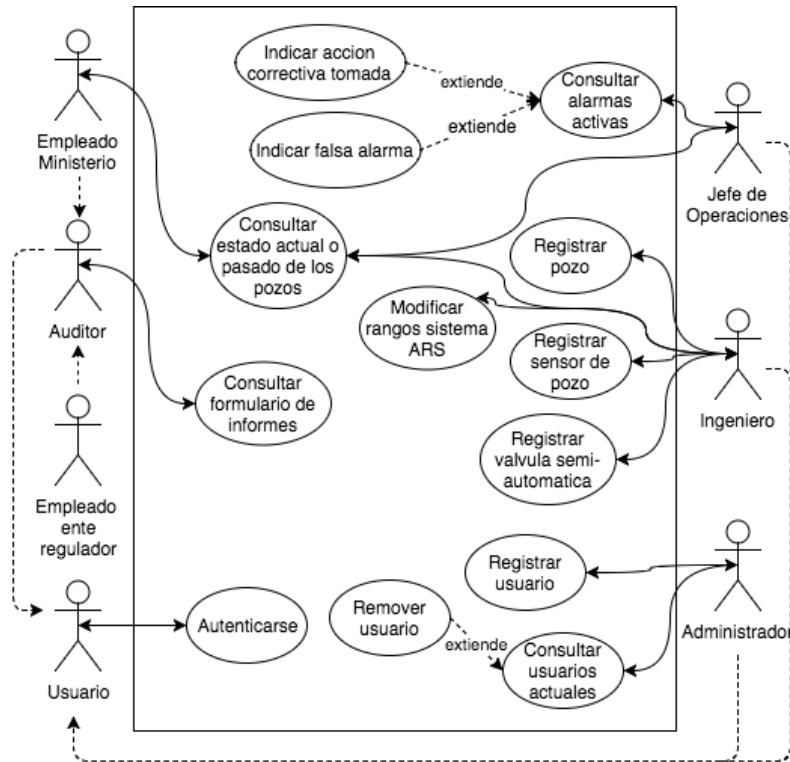 Indicar accion
correctiva tomada
extiende
Consultar
alarmas
activas
Empleado
Ministerio
extiende
Indicar falsa alarma
Jefe de
Operaciones
Consultar
estado actual o
pasado de los
pozos
Registrar
pozo
Auditor
Modificar
rangos sistema
ARS
Registrar
sensor de
pozo
Consultar
formulario de
informes
Ingeniero
Registrar
valvula semi-
automatica
Empleado
ente
regulador
Registrar
usuario
Autenticarse
Remover
usuario
Administrador
extiende
Consultar
usuarios
actuales
Usuario